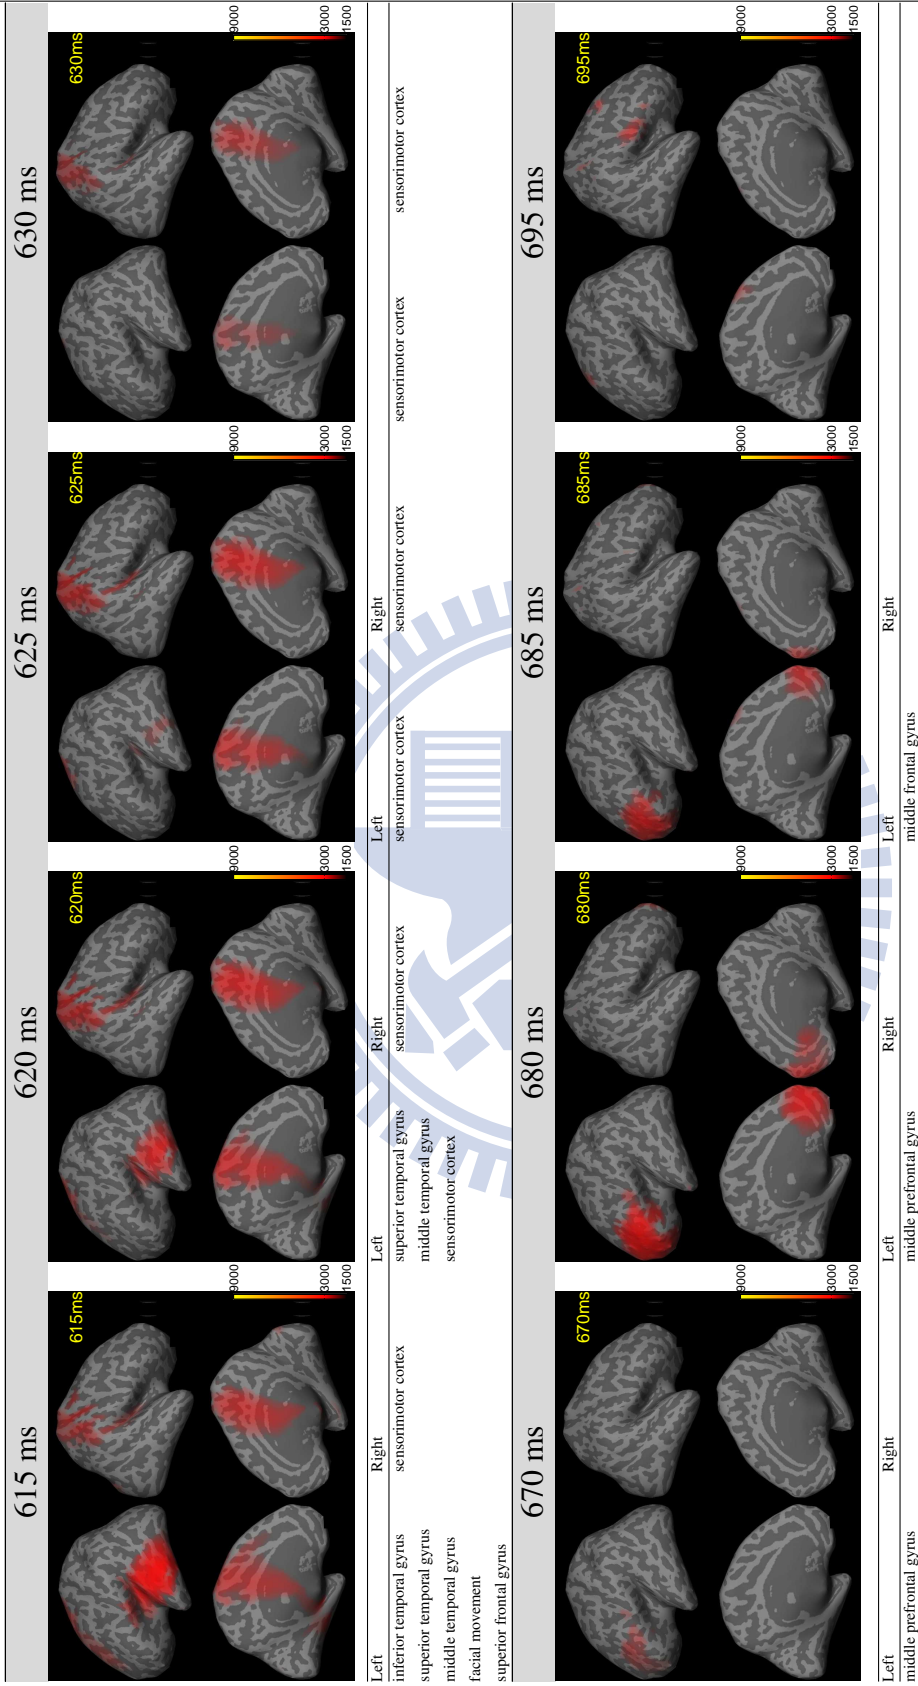 615 ms 620 ms 625 ms 630 ms
615ms 620ms 625ms 630ms
9000 9000 9000 9000
3000 3000 3000 3000
1500 1500 1500 1500
Left Right Left Right Left Right
inferior temporal gyrus sensorimotor cortex superior temporal gyrus sensorimotor cortex sensorimotor cortex sensorimotor cortex sensorimotor cortex sensorimotor cortex
superior temporal gyrus middle temporal gyrus
middle temporal gyrus sensorimotor cortex
facial movement
superior frontal gyrus
670 ms 680 ms 685 ms 695 ms
670ms 680ms 685ms 695ms
9000 9000 9000 9000
3000 3000 3000 3000
1500 1500 1500 1500
Left Right Left Right Left Right
middle prefrontal gyrus middle prefrontal gyrus middle frontal gyrus